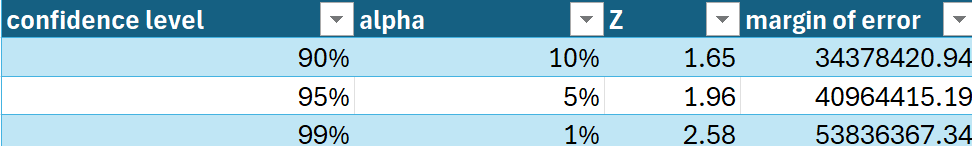 confidence level alpha Z margin of error
90% 10% 1.65 34378420.94
95% 5% 1.96 40964415.19
99% 1% 2.58 53836367.34